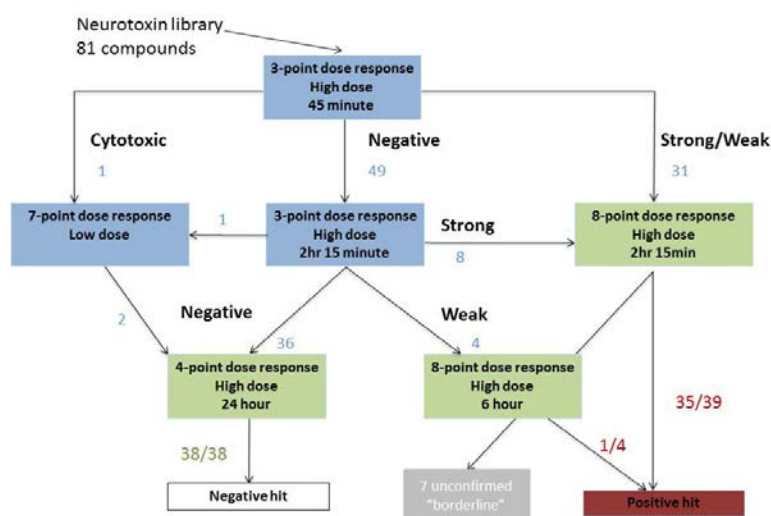 Neurotoxin library
81 compounds
3-point dose response
High dose
45 minute
Cytotoxic
Negative
Strong/Weak
1
49
31
7-point dose response
Low dose
1
3-point dose response
High dose
2hr 15 minute
Strong
8
8-point dose response
High dose
2hr 15min
2
Negative
36
Weak
4
4-point dose response
High dose
24 hour
8-point dose response
High dose
6 hour
38/38
1/4
35/39
Negative hit
7 unconfirmed
"borderline"
Positive hit